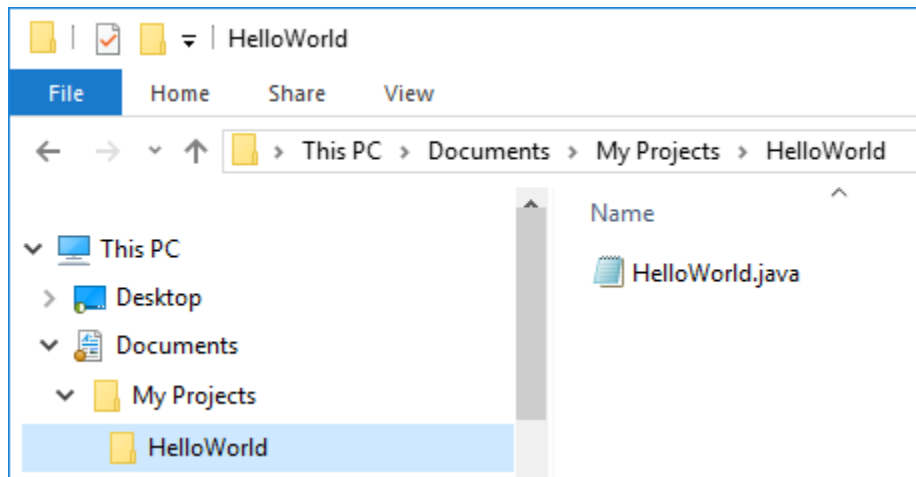 HelloWorld
File Home Share View
This PC > Documents > My Projects > HelloWorld
Name
This PC
HelloWorld.java
Desktop
Documents
My Projects
HelloWorld